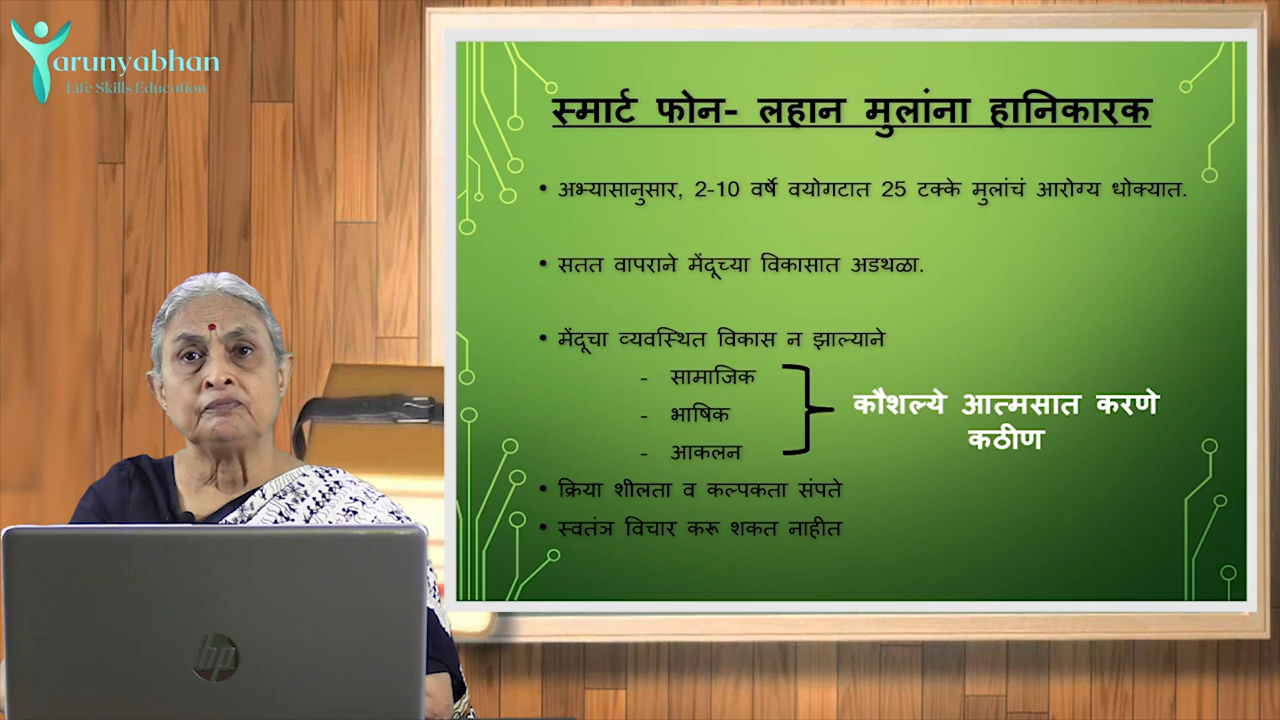 Tarunyabhan
Life Skills Education
स्मार्ट फोन- लहान मुलांना हानिकारक
• अभ्यासानुसार, 2-10 वर्षे वयोगटात 25 टक्के मुलांचं आरोग्य धोक्यात.
• सतत वापराने मेंदूच्या विकासात अडथळा.
• मेंदूचा व्यवस्थित विकास न झाल्याने
- सामाजिक
- भाषिक
- आकलन
कौशल्ये आत्मसात करणे
कठीण
• क्रिया शीलता व कल्पकता संपते
• स्वतंत्र विचार करू शकत नाहीत
hp